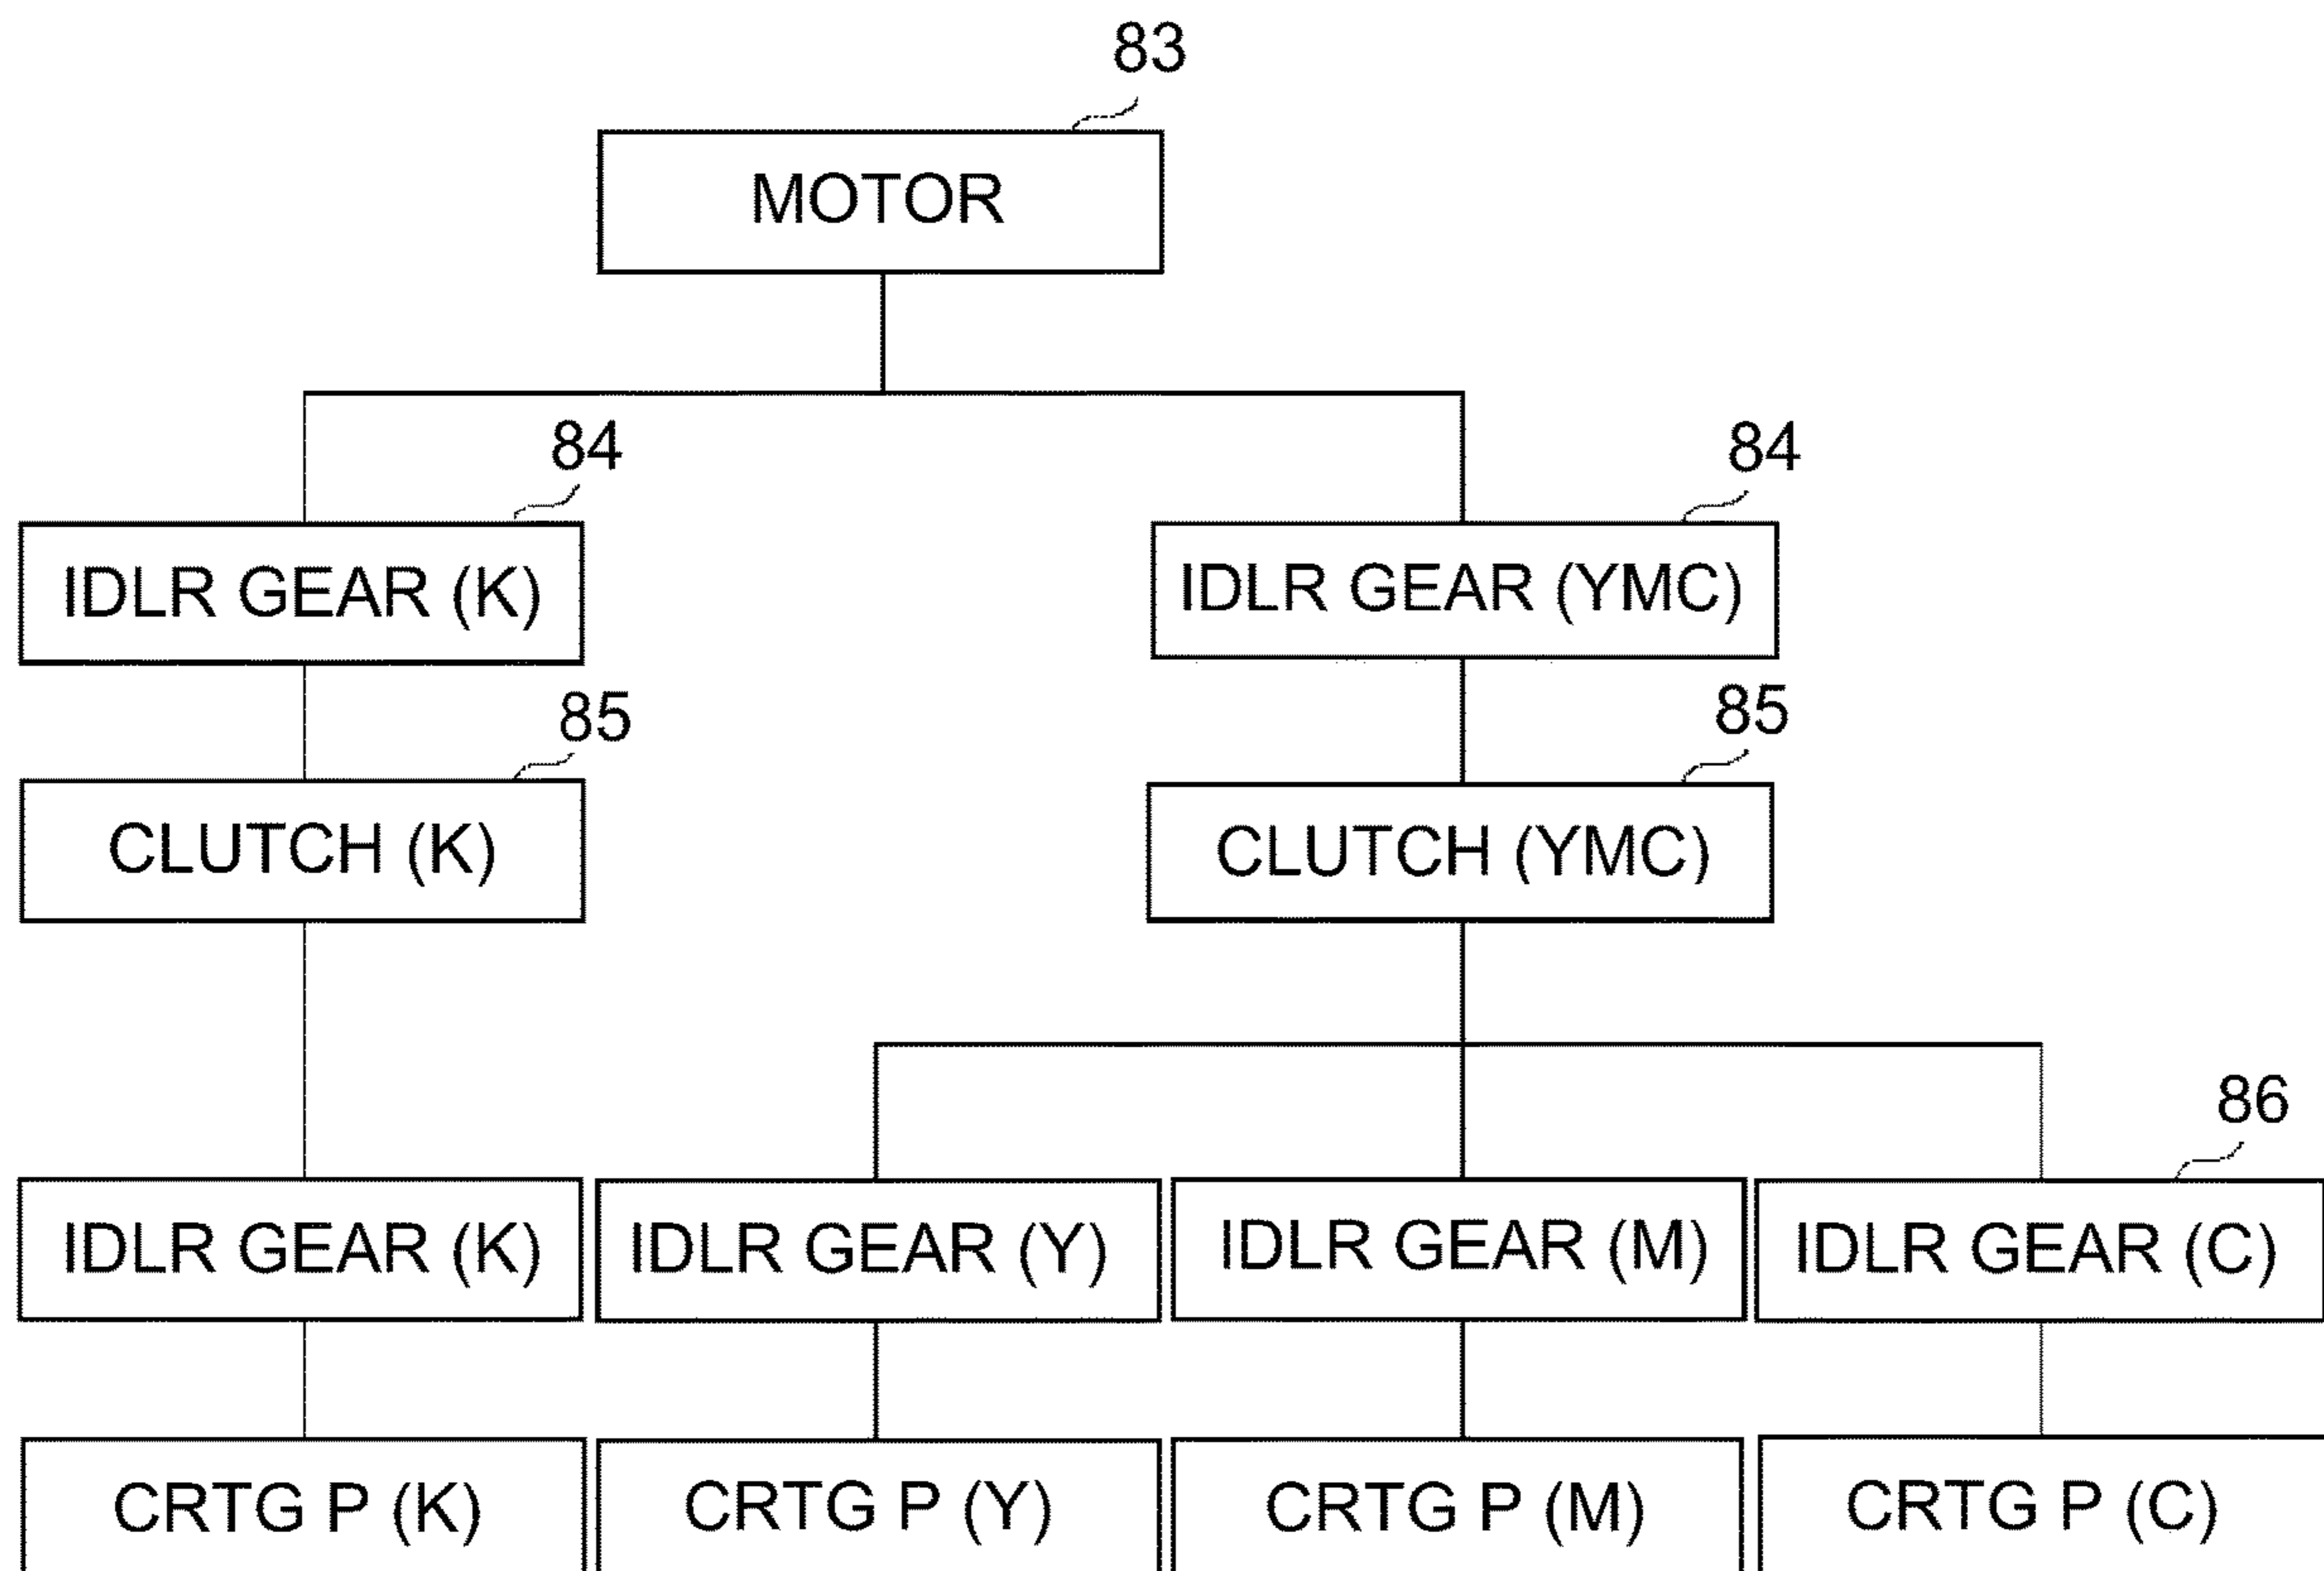 83
MOTOR
84
84
IDLR GEAR (K)
IDLR GEAR (YMC)
85
85
CLUTCH (K)
CLUTCH (YMC)
86
IDLR GEAR (K)
IDLR GEAR (Y)
IDLR GEAR (M)
IDLR GEAR (C)
CRTG P (K)
CRTG P (Y)
CRTG P (M)
CRTG P (C)